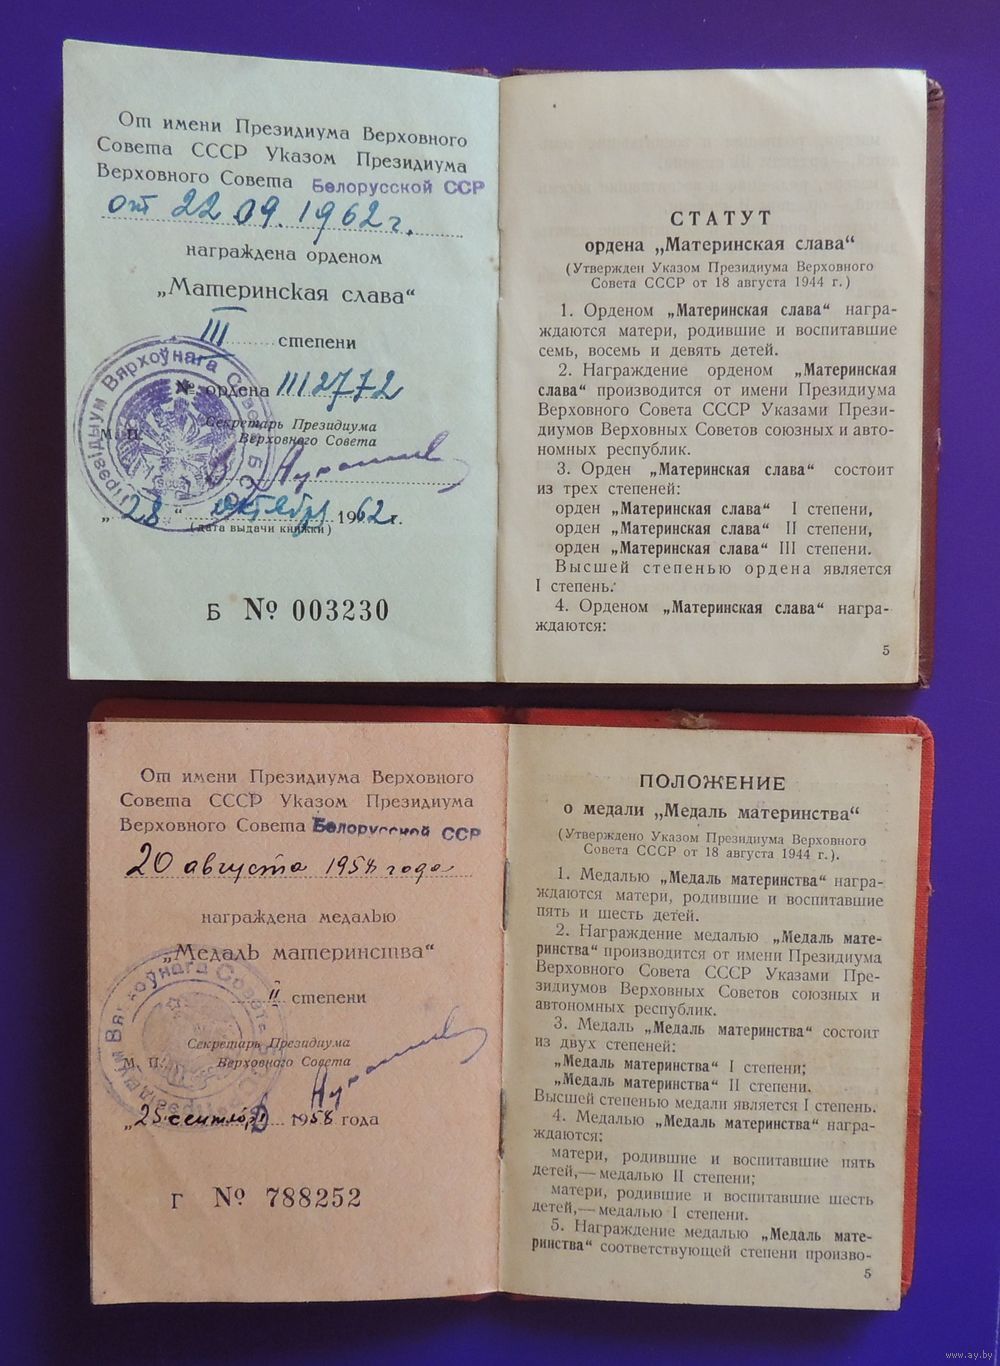 От имени Президиума Верховного
Совета СССР Указом Президиума
Верховного Совета Белорусской ССР
от 22 09. 1962 г.
награждена орденом
„Материнская слава“
III степени
№ ордена 1112772
Секретарь Президиума
М. П. Верховного Совета
„28“ октября 1962 г.
(дата выдачи книжки)
Б № 003230
СТАТУТ
ордена „Материнская слава“
(Утвержден Указом Президиума Верховного
Совета СССР от 18 августа 1944 г.)
1. Орденом „Материнская слава“ награ-
ждаются матери, родившие и воспитавшие
семь, восемь и девять детей.
2. Награждение орденом „Материнская
слава“ производится от имени Президиума
Верховного Совета СССР Указами Прези-
диумов Верховных Советов союзных и авто-
номных республик.
3. Орден „Материнская слава“ состоит
из трех степеней:
орден „Материнская слава“ I степени,
орден „Материнская слава“ II степени,
орден „Материнская слава“ III степени.
Высшей степенью ордена является
I степень.
4. Орденом „Материнская слава“ награ-
ждаются:
5
От имени Президиума Верховного
Совета СССР Указом Президиума
Верховного Совета Белорусской ССР
20 августа 1958 года
награждена медалью
„Медаль материнства“
II степени
Секретарь Президиума
М. П. Верховного Совета
„25 сентября 1958 года
Г № 788252
ПОЛОЖЕНИЕ
о медали „Медаль материнства“
(Утверждено Указом Президиума Верховного
Совета СССР от 18 августа 1944 г.).
1. Медалью „Медаль материнства“ награ-
ждаются матери, родившие и воспитавшие
пять и шесть детей.
2. Награждение медалью „Медаль мате-
ринства“ производится от имени Президиума
Верховного Совета СССР Указами Пре-
зидиумов Верховных Советов союзных и
автономных республик.
3. Медаль „Медаль материнства“ состоит
из двух степеней:
„Медаль материнства“ I степени;
„Медаль материнства“ II степени.
Высшей степенью медали является I степень.
4. Медалью „Медаль материнства“ награ-
ждаются:
матери, родившие и воспитавшие пять
детей,—медалью II степени;
матери, родившие и воспитавшие шесть
детей,—медалью I степени.
5. Награждение медалью „Медаль мате-
ринства“ соответствующей степени произво-
5
www.ay.by